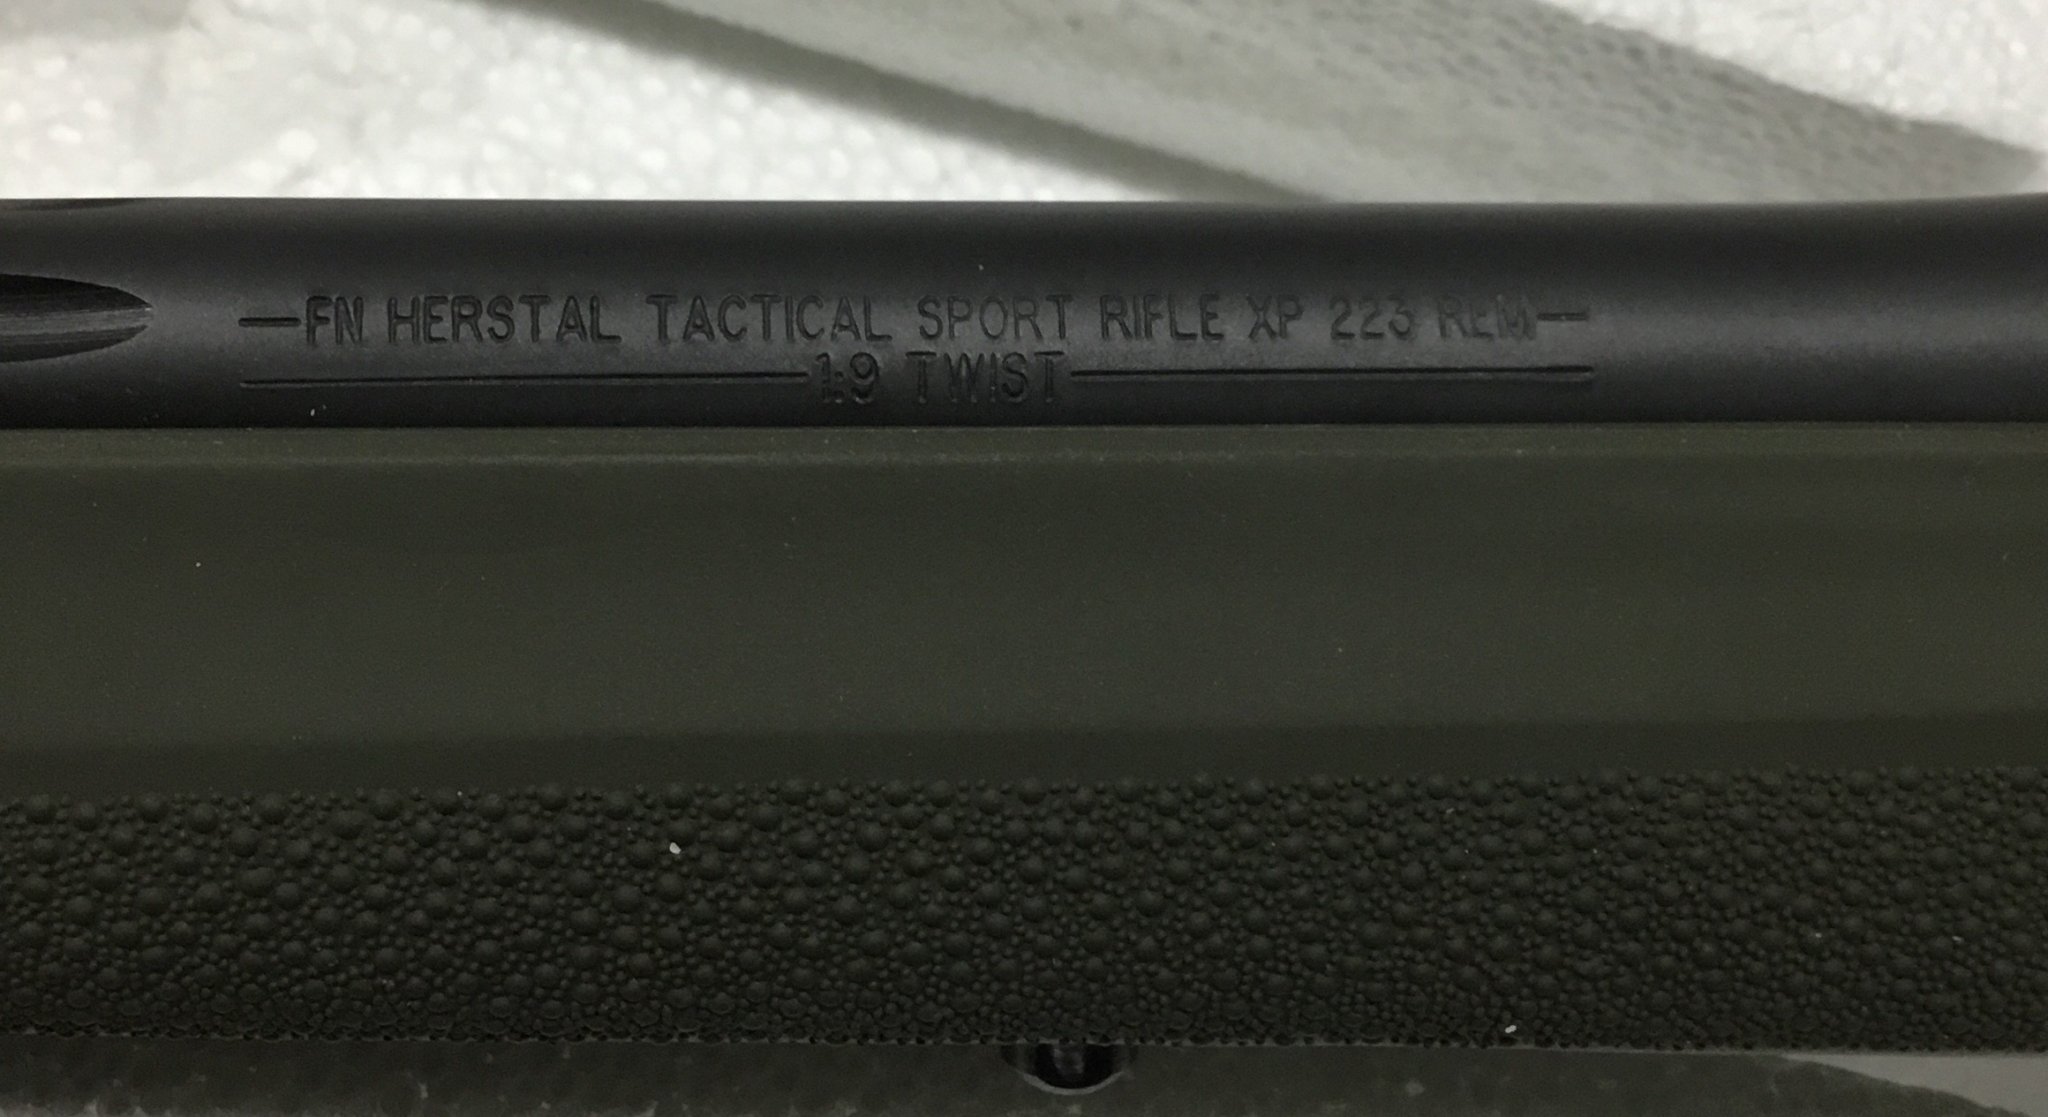 FN HERSTAL TACTICAL SPORT RIFLE XP 223 REM
1:9 TWIST